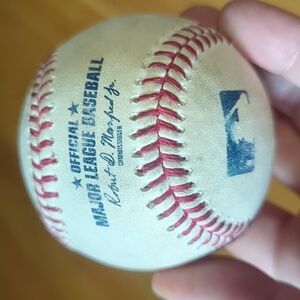 ★ OFFICIAL ★
MAJOR LEAGUE BASEBALL
Robert D. Manfred Jr.
COMMISSIONER